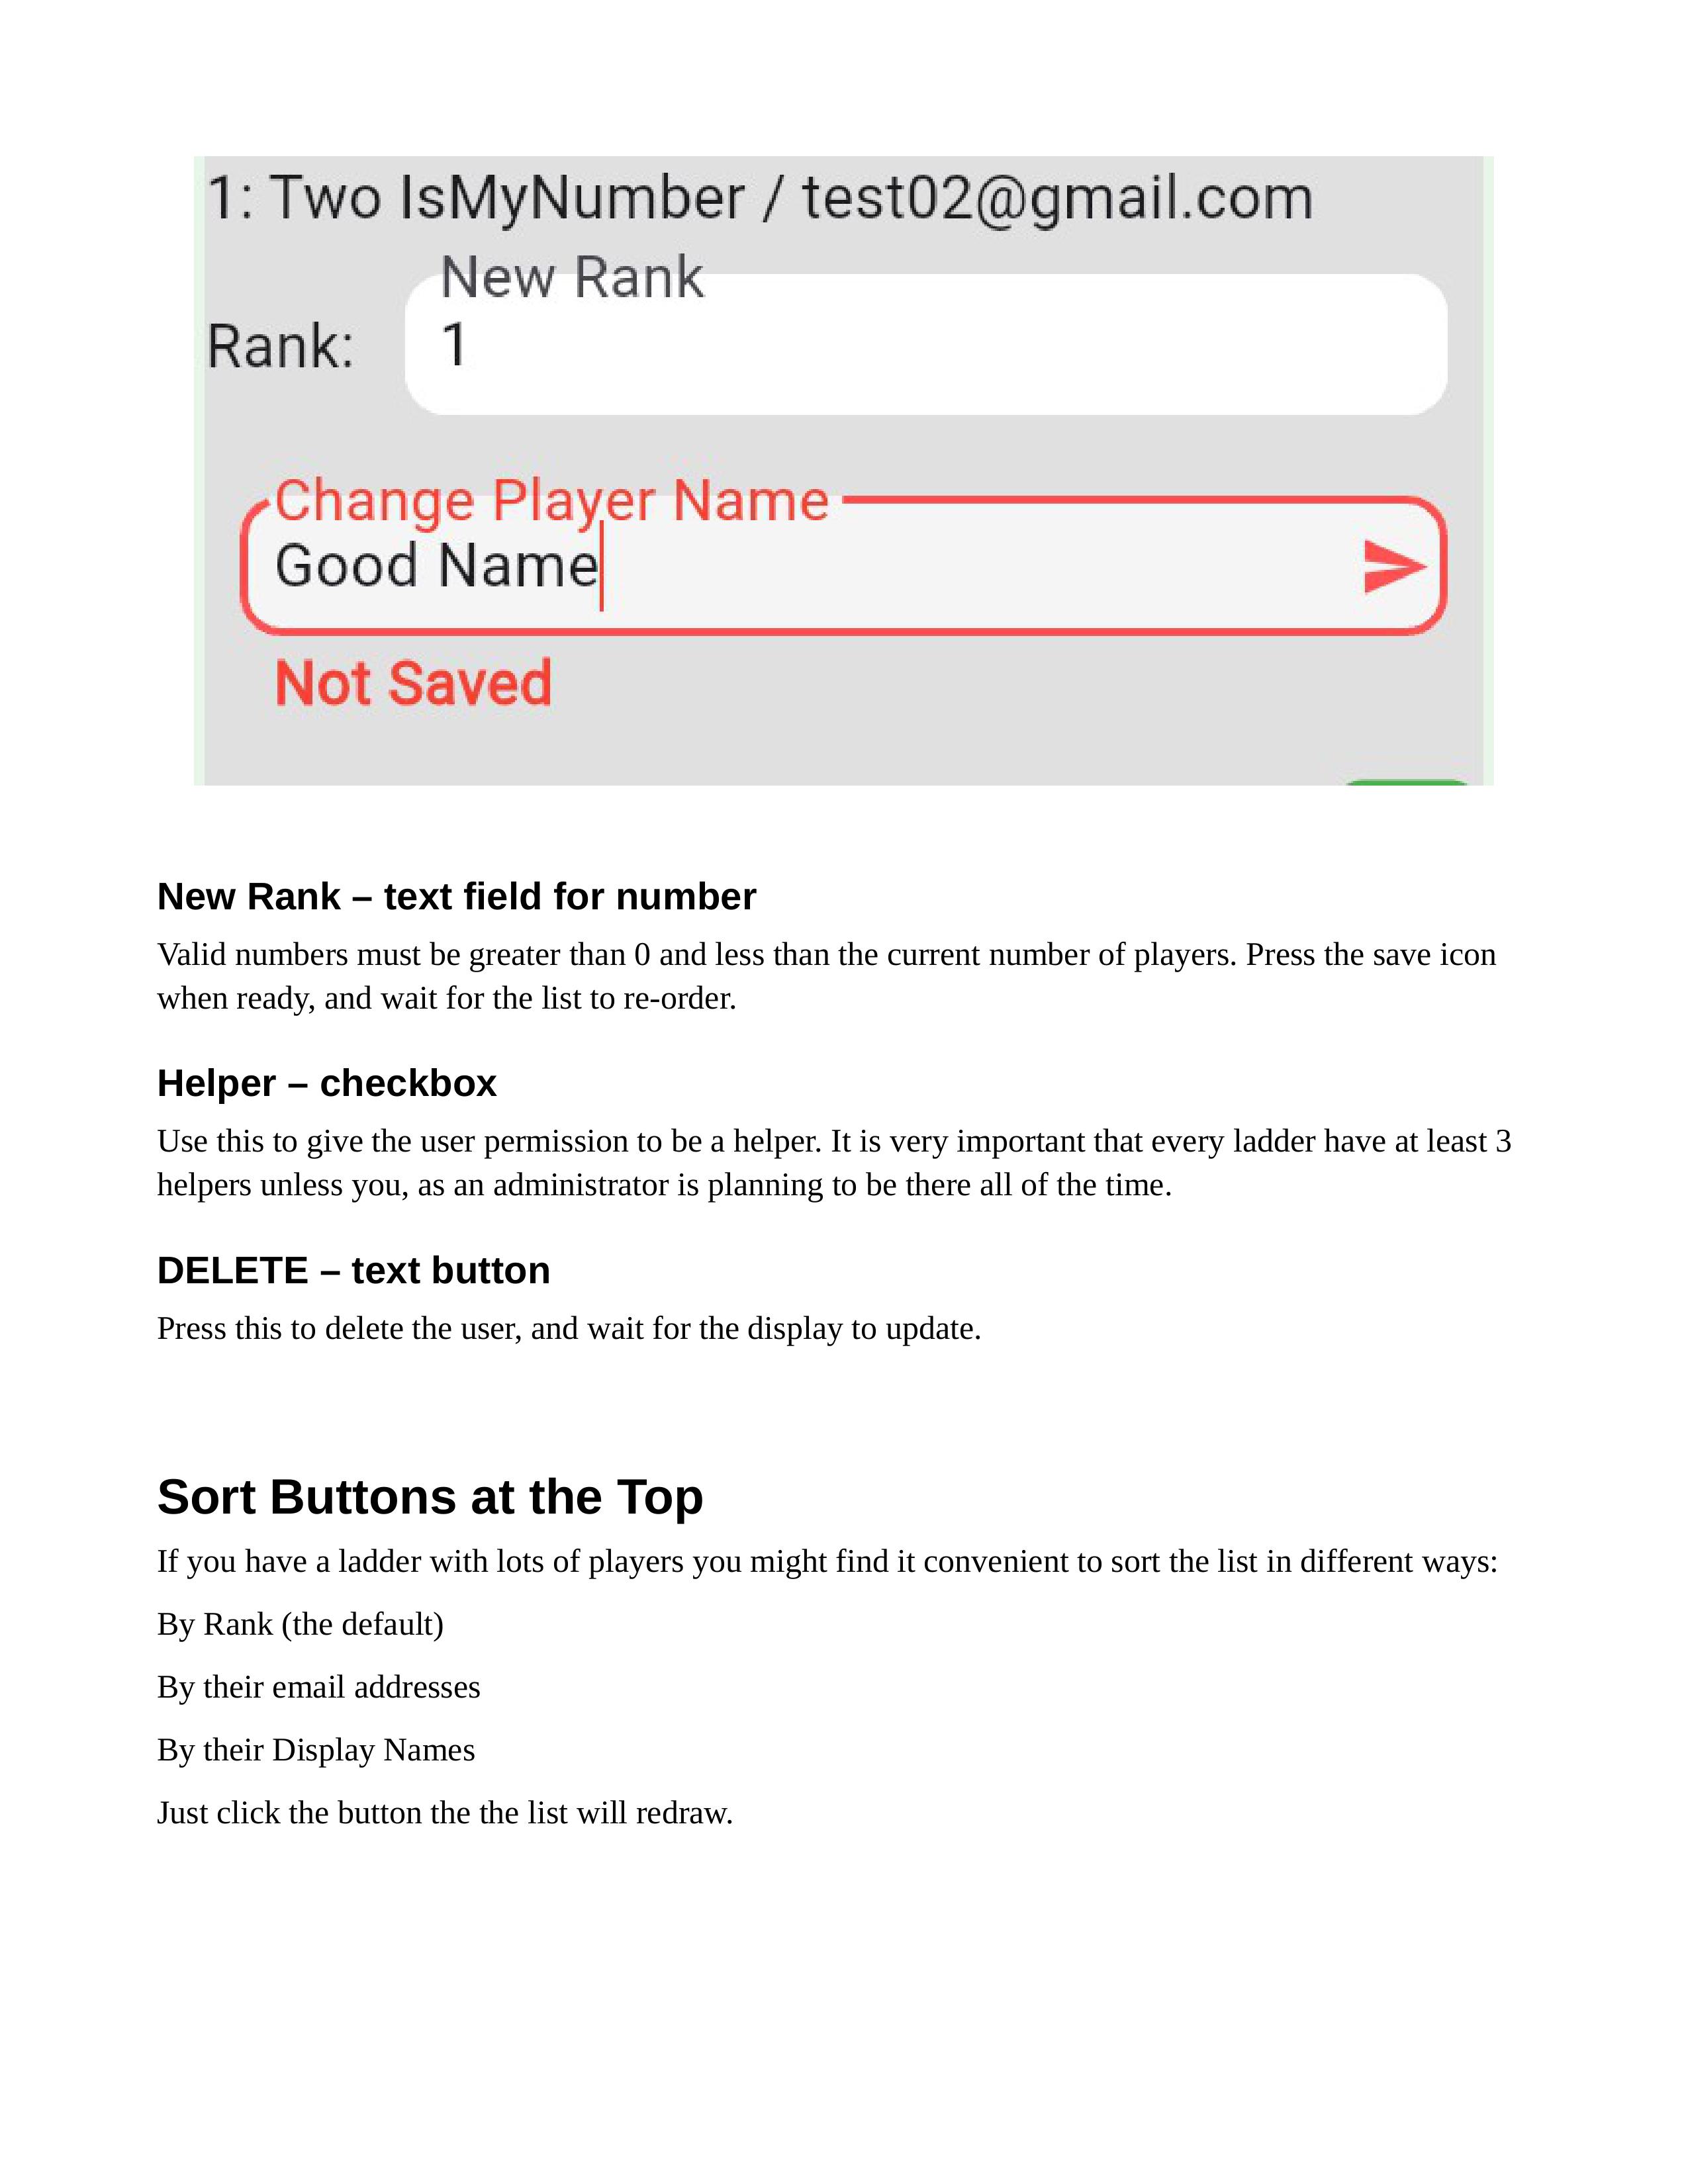 1: Two IsMyNumber / test02@gmail.com
New Rank
Rank: 1
Change Player Name
Good Name
Not Saved
New Rank – text field for number
Valid numbers must be greater than 0 and less than the current number of players. Press the save icon
when ready, and wait for the list to re-order.
Helper – checkbox
Use this to give the user permission to be a helper. It is very important that every ladder have at least 3
helpers unless you, as an administrator is planning to be there all of the time.
DELETE – text button
Press this to delete the user, and wait for the display to update.
Sort Buttons at the Top
If you have a ladder with lots of players you might find it convenient to sort the list in different ways:
By Rank (the default)
By their email addresses
By their Display Names
Just click the button the the list will redraw.